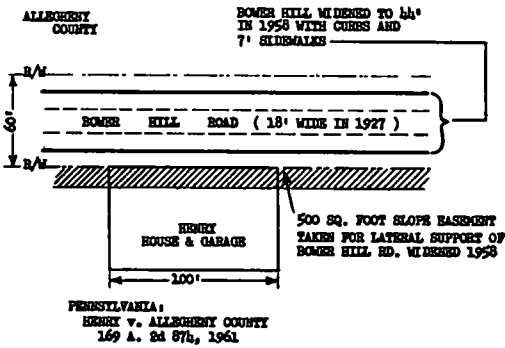 ALLEGHENY
COUNTY
BOWER HILL WIDENED TO 44'
IN 1958 WITH CURBS AND
7' SIDEWALKS
R/W
60'
BOWER HILL ROAD ( 18' WIDE IN 1927 )
R/W
HENRY
HOUSE & GARAGE
500 SQ. FOOT SLOPE EASEMENT
TAKEN FOR LATERAL SUPPORT OF
BOWER HILL RD. WIDENED 1958
100'
PENNSYLVANIA:
HENRY v. ALLEGHENY COUNTY
169 A. 2d 874, 1961